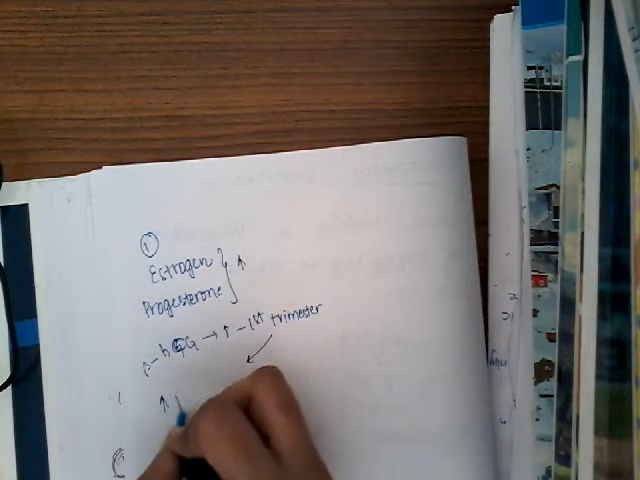 ①
Estrogen } ↑
Progesterone
β-hCG → ↑ - 1st trimester
↑